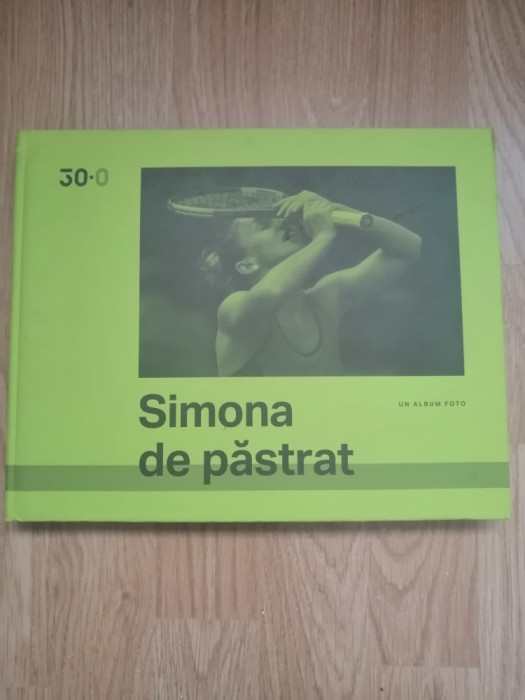 30-0
Simona
de păstrat
UN ALBUM FOTO